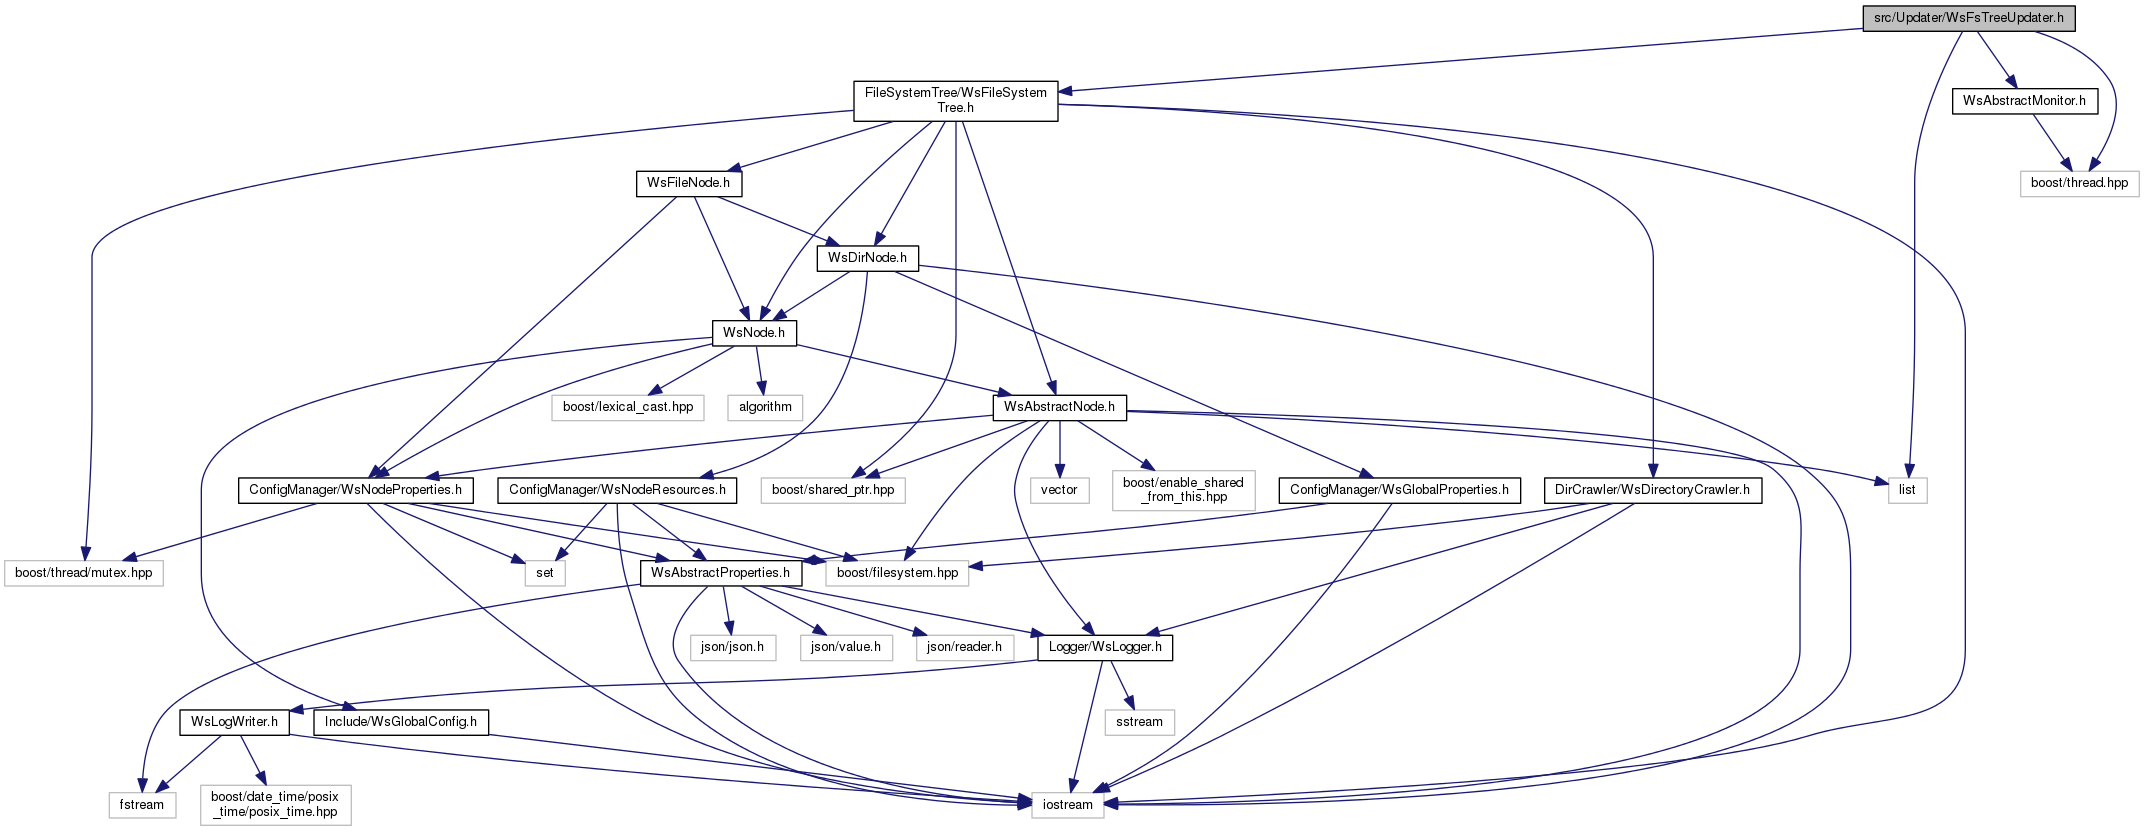 src/Updater/WsFsTreeUpdater.h
FileSystemTree/WsFileSystem
Tree.h
WsAbstractMonitor.h
WsFileNode.h
boost/thread.hpp
WsDirNode.h
WsNode.h
boost/lexical_cast.hpp
algorithm
WsAbstractNode.h
ConfigManager/WsNodeProperties.h
ConfigManager/WsNodeResources.h
boost/shared_ptr.hpp
vector
boost/enable_shared
_from_this.hpp
ConfigManager/WsGlobalProperties.h
DirCrawler/WsDirectoryCrawler.h
list
boost/thread/mutex.hpp
set
WsAbstractProperties.h
boost/filesystem.hpp
json/json.h
json/value.h
json/reader.h
Logger/WsLogger.h
WsLogWriter.h
Include/WsGlobalConfig.h
sstream
fstream
boost/date_time/posix
_time/posix_time.hpp
iostream